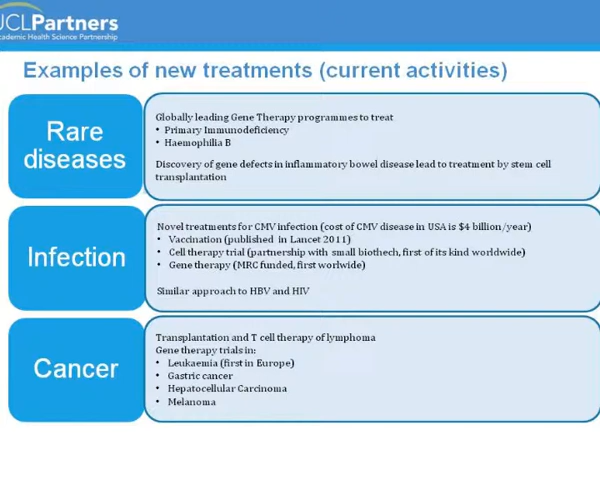 UCLPartners
Academic Health Science Partnership
Examples of new treatments (current activities)
Rare
diseases
Globally leading Gene Therapy programmes to treat
• Primary Immunodeficiency
• Haemophilia B
Discovery of gene defects in inflammatory bowel disease lead to treatment by stem cell
transplantation
Infection
Novel treatments for CMV infection (cost of CMV disease in USA is $4 billion/year)
• Vaccination (published in Lancet 2011)
• Cell therapy trial (partnership with small biothech, first of its kind worldwide)
• Gene therapy (MRC funded, first worlwide)
Similar approach to HBV and HIV
Cancer
Transplantation and T cell therapy of lymphoma
Gene therapy trials in:
• Leukaemia (first in Europe)
• Gastric cancer
• Hepatocellular Carcinoma
• Melanoma